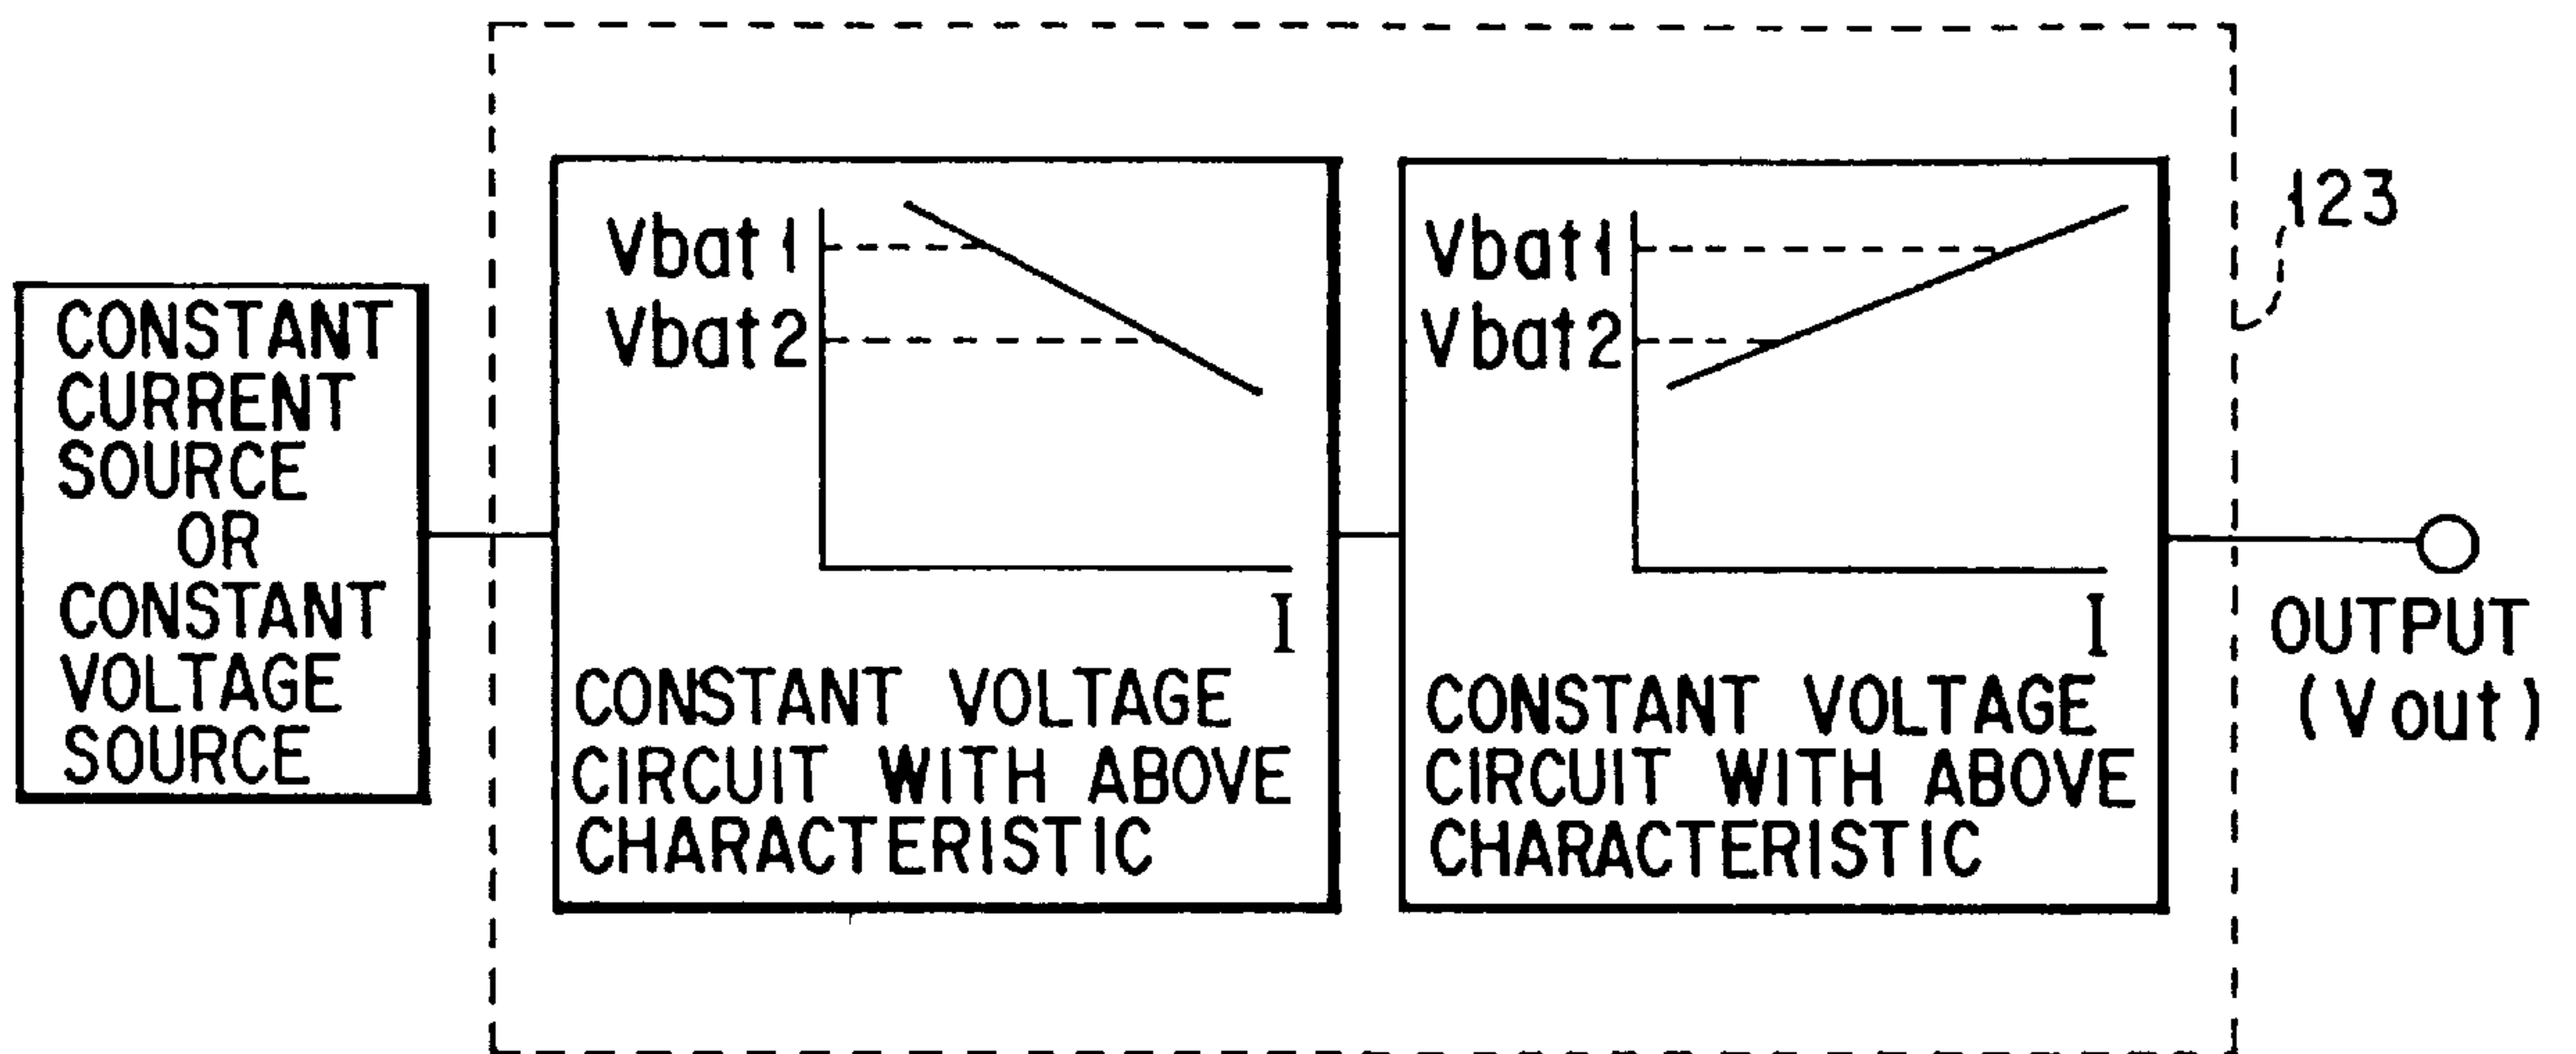 CONSTANT
CURRENT
SOURCE
OR
CONSTANT
VOLTAGE
SOURCE
Vbat1
Vbat2
I
CONSTANT VOLTAGE
CIRCUIT WITH ABOVE
CHARACTERISTIC
Vbat1
Vbat2
I
CONSTANT VOLTAGE
CIRCUIT WITH ABOVE
CHARACTERISTIC
123
OUTPUT
(Vout)